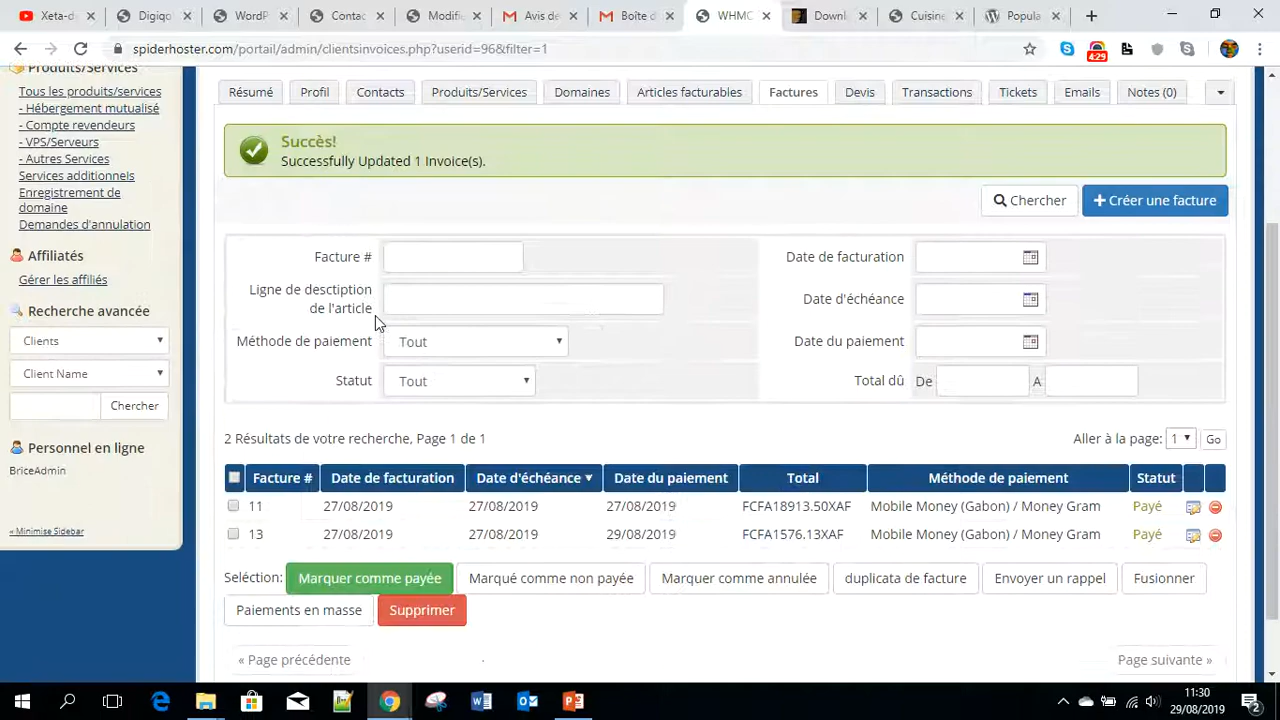 Xeta-d
Digiqo
WordP
Contac
Modifi
Avis de
Boîte d
WHMC
Downl
Cuisine
Popula
spiderhoster.com/portail/admin/clientsinvoices.php?userid=96&filter=1
4:29
Produits/Services
Tous les produits/services
- Hébergement mutualisé
- Compte revendeurs
- VPS/Serveurs
- Autres Services
Services additionnels
Enregistrement de
domaine
Demandes d'annulation
Affiliatés
Gérer les affiliés
Recherche avancée
Clients
Client Name
Chercher
Personnel en ligne
BriceAdmin
« Minimise Sidebar
Résumé Profil Contacts Produits/Services Domaines Articles facturables Factures Devis Transactions Tickets Emails Notes (0)
Succès!
Successfully Updated 1 Invoice(s).
Chercher
Créer une facture
Facture # Date de facturation
Ligne de desctiption
de l'article
Date d'échéance
Méthode de paiement Tout Date du paiement
Statut Tout Total dû De A
2 Résultats de votre recherche, Page 1 de 1
Aller à la page: 1 Go
Facture # Date de facturation Date d'échéance Date du paiement Total Méthode de paiement Statut
11 27/08/2019 27/08/2019 27/08/2019 FCFA18913.50XAF Mobile Money (Gabon) / Money Gram Payé
13 27/08/2019 27/08/2019 29/08/2019 FCFA1576.13XAF Mobile Money (Gabon) / Money Gram Payé
Seléction: Marquer comme payée Marqué comme non payée Marquer comme annulée duplicata de facture Envoyer un rappel Fusionner
Paiements en masse Supprimer
« Page précédente Page suivante »
11:30
29/08/2019
2